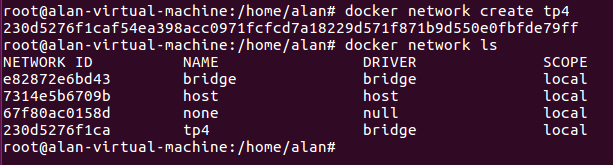 root@alan-virtual-machine:/home/alan# docker network create tp4
230d5276f1caf54ea398acc0971fcfcd7a18229d571f871b9d550e0fbfde79ff
root@alan-virtual-machine:/home/alan# docker network ls
NETWORK ID          NAME                DRIVER              SCOPE
e82872e6bd43        bridge              bridge              local
7314e5b6709b        host                host                local
67f80ac0158d        none                null                local
230d5276f1ca        tp4                 bridge              local
root@alan-virtual-machine:/home/alan#